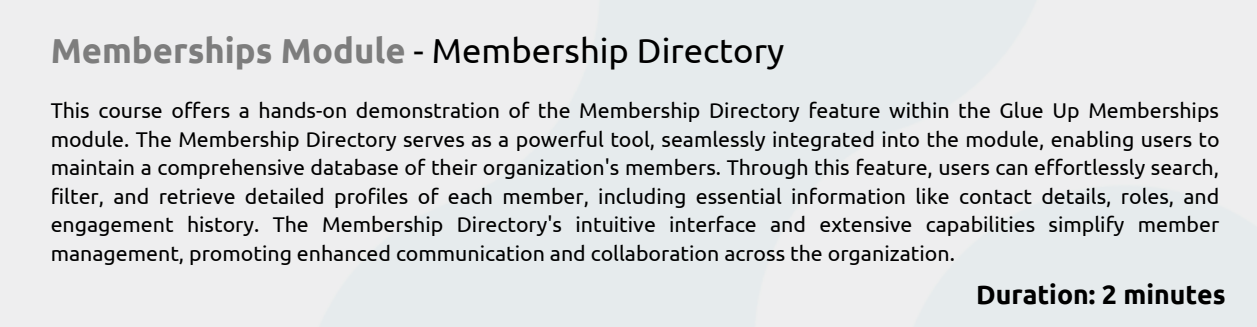 Memberships Module - Membership Directory
This course offers a hands-on demonstration of the Membership Directory feature within the Glue Up Memberships
module. The Membership Directory serves as a powerful tool, seamlessly integrated into the module, enabling users to
maintain a comprehensive database of their organization's members. Through this feature, users can effortlessly search,
filter, and retrieve detailed profiles of each member, including essential information like contact details, roles, and
engagement history. The Membership Directory's intuitive interface and extensive capabilities simplify member
management, promoting enhanced communication and collaboration across the organization.
Duration: 2 minutes